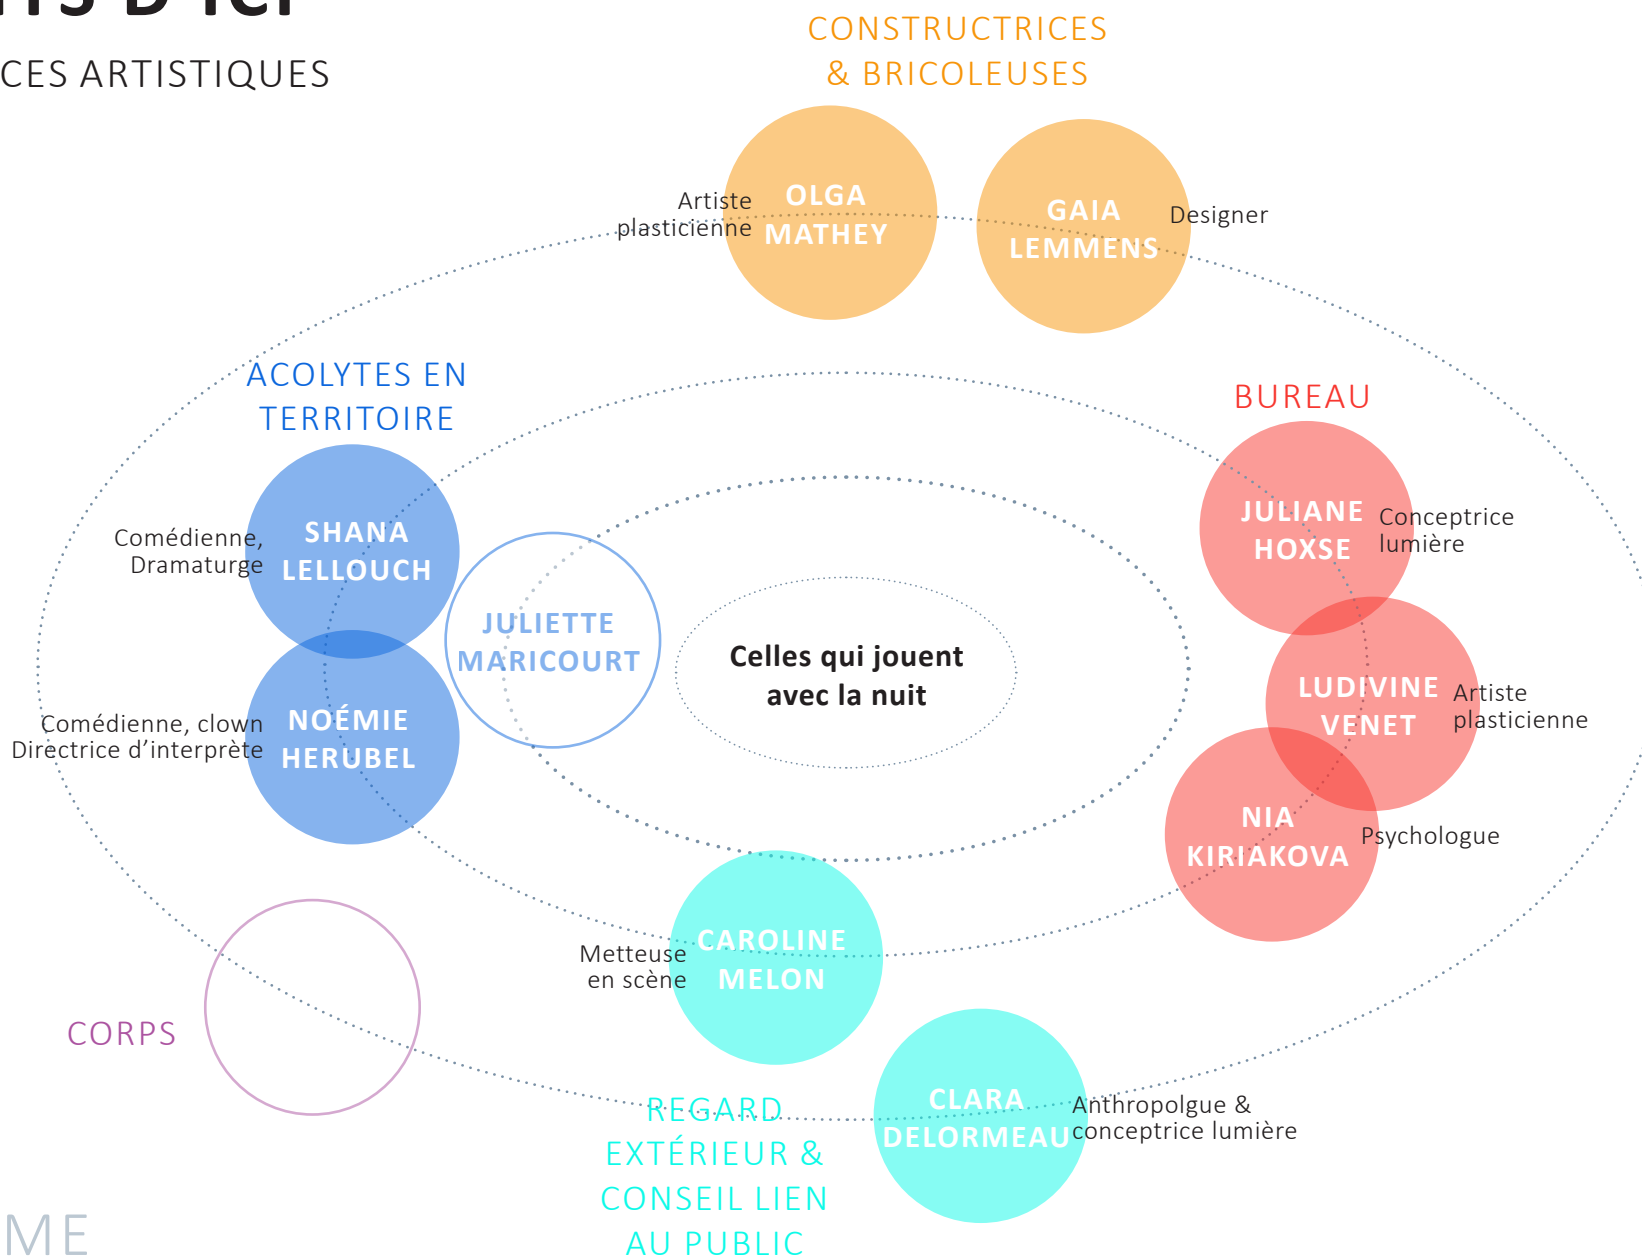 CES ARTISTIQUES
CONSTRUCTRICES
& BRICOLEUSES
OLGA
MATHEY
Artiste
plasticienne
GAIA
LEMMENS
Designer
ACOLYTES EN
TERRITOIRE
SHANA
LELLOUCH
Comédienne,
Dramaturge
NOÉMIE
HERUBEL
Comédienne, clown
Directrice d’interprète
JULIETTE
MARICOURT
Celles qui jouent
avec la nuit
BUREAU
JULIANE
HOXSE
Conceptrice
lumière
LUDIVINE
VENET
Artiste
plasticienne
NIA
KIRIAKOVA
Psychologue
CAROLINE
MELON
Metteuse
en scène
CORPS
REGARD
EXTÉRIEUR &
CONSEIL LIEN
AU PUBLIC
CLARA
DELORMEAU
Anthropolgue &
conceptrice lumière
ME